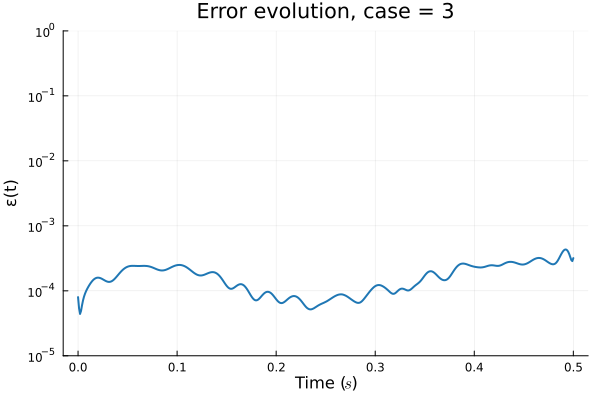 Error evolution, case = 3
10⁰
10⁻¹
10⁻²
10⁻³
10⁻⁴
10⁻⁵
ε(t)
0.0 0.1 0.2 0.3 0.4 0.5
Time (s)